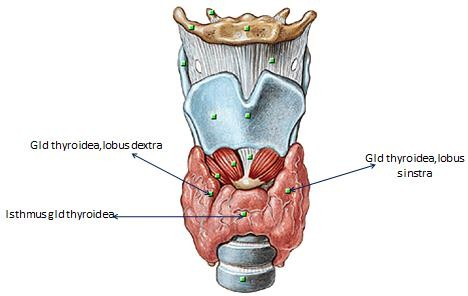 Gld thyroidea,lobus dextra
Gld thyroidea,lobus
sinstra
Isthmus gld thyroidea